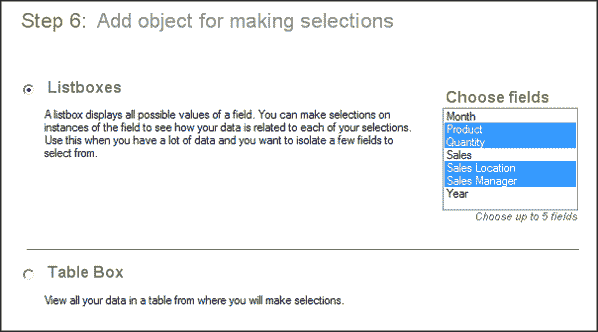 Step 6: Add object for making selections
Listboxes
A listbox displays all possible values of a field. You can make selections on
instances of the field to see how your data is related to each of your selections.
Use this when you have a lot of data and you want to isolate a few fields to
select from.
Choose fields
Month
Product
Quantity
Sales
Sales Location
Sales Manager
Year
Choose up to 5 fields
Table Box
View all your data in a table from where you will make selections.